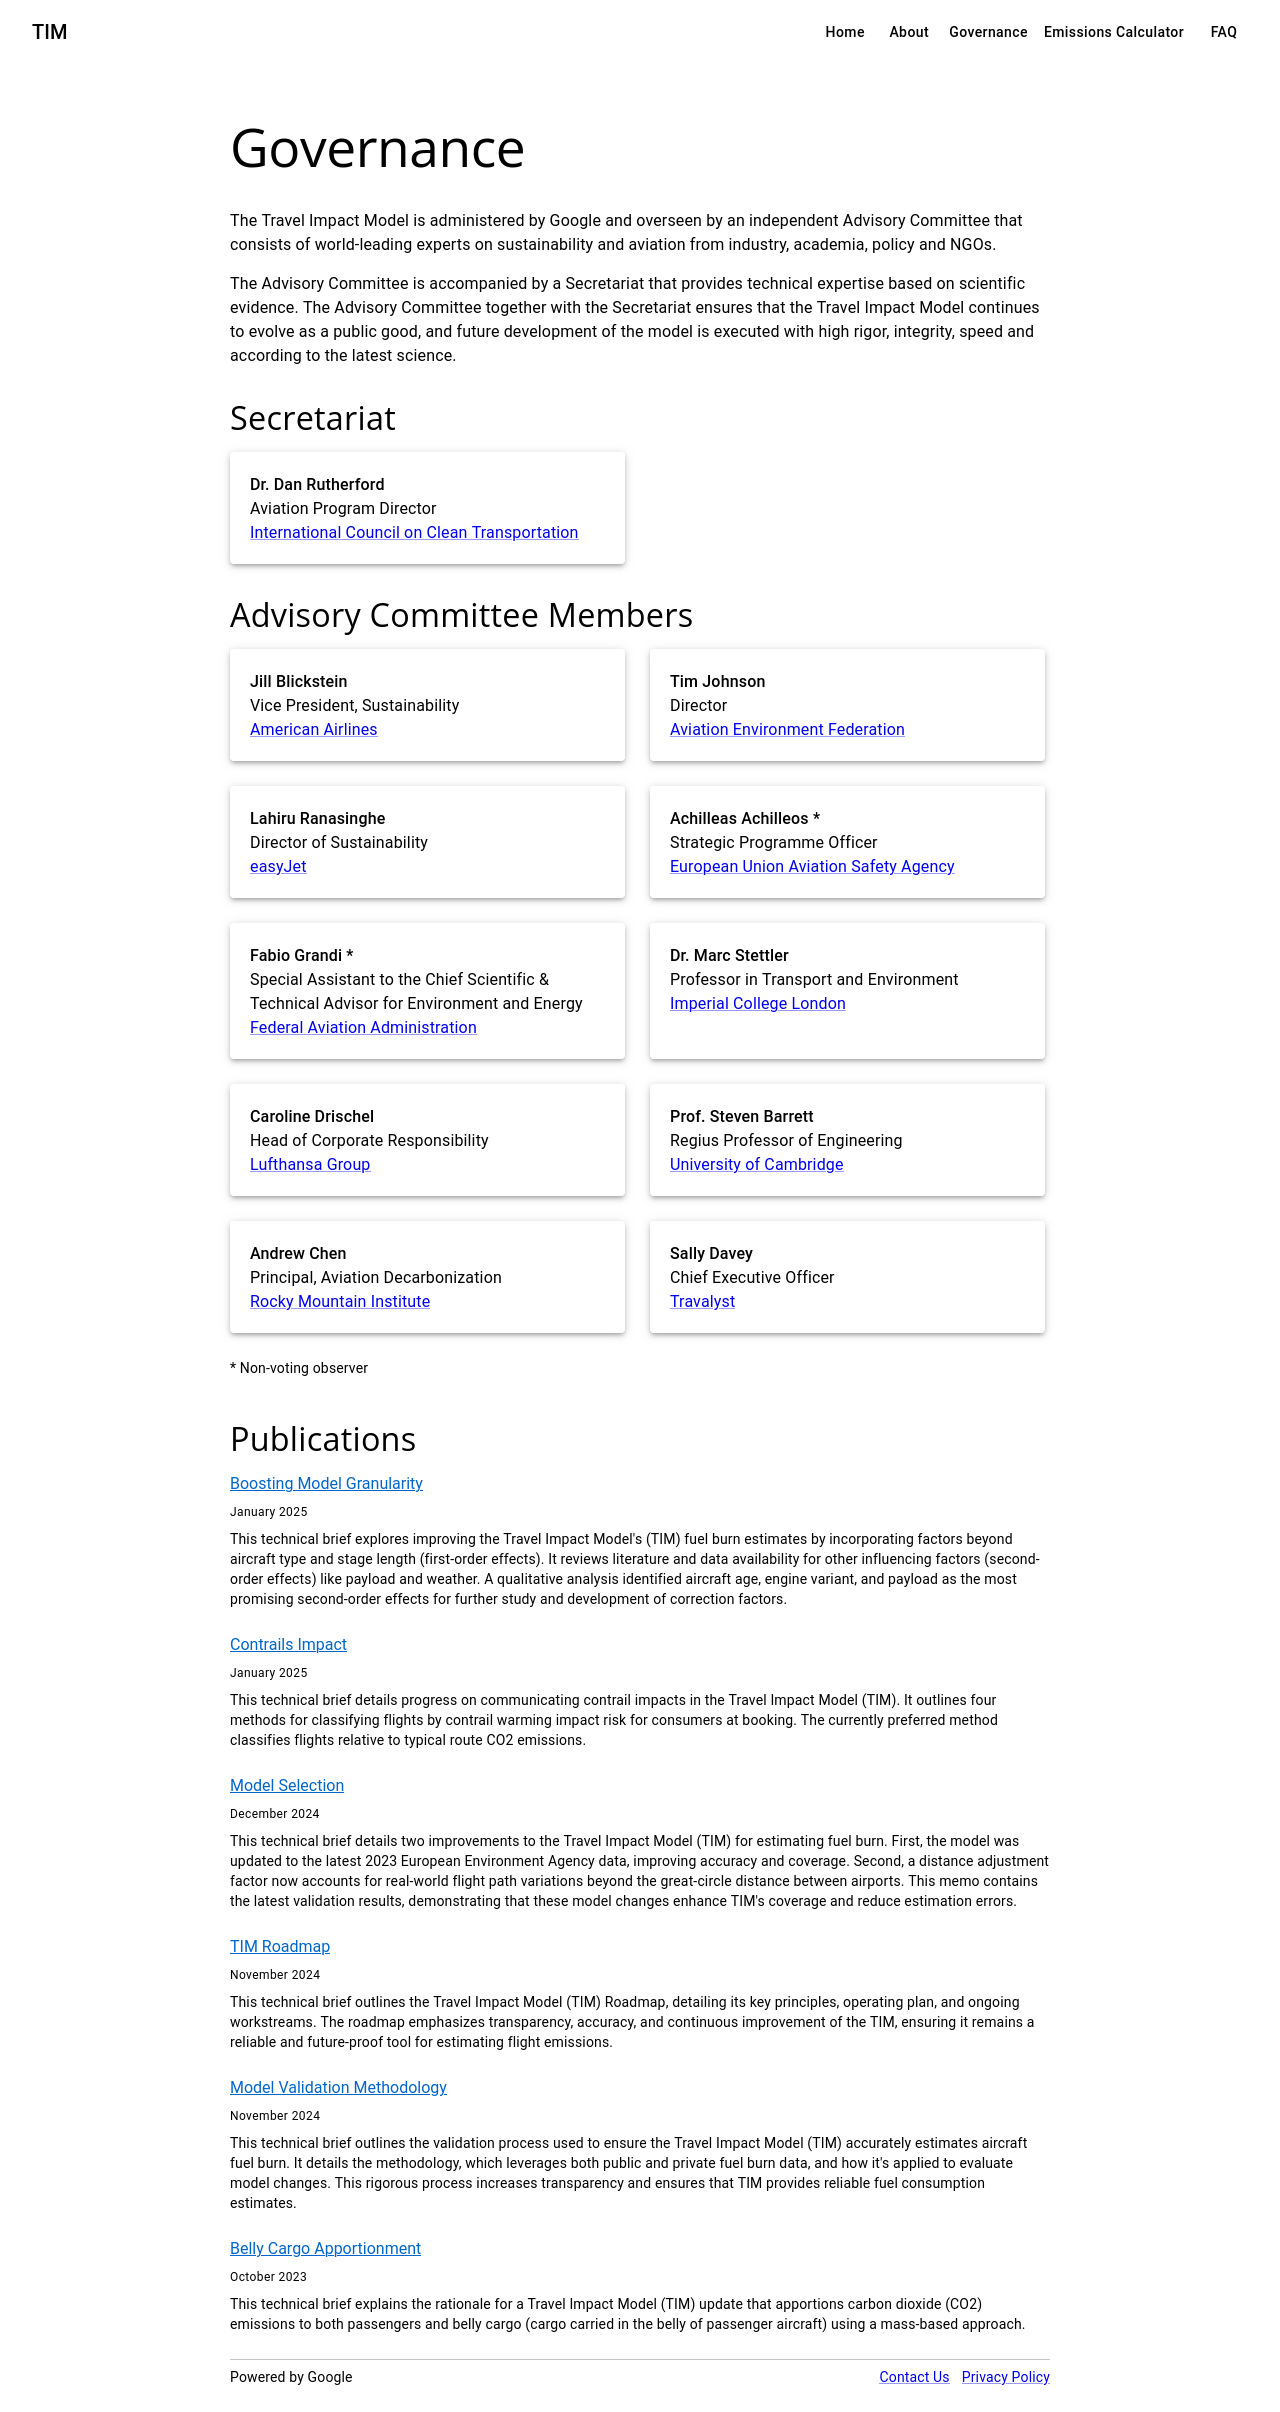 TIM
Home About Governance Emissions Calculator FAQ
Governance
The Travel Impact Model is administered by Google and overseen by an independent Advisory Committee that
consists of world-leading experts on sustainability and aviation from industry, academia, policy and NGOs.
The Advisory Committee is accompanied by a Secretariat that provides technical expertise based on scientific
evidence. The Advisory Committee together with the Secretariat ensures that the Travel Impact Model continues
to evolve as a public good, and future development of the model is executed with high rigor, integrity, speed and
according to the latest science.
Secretariat
Dr. Dan Rutherford
Aviation Program Director
International Council on Clean Transportation
Advisory Committee Members
Jill Blickstein
Vice President, Sustainability
American Airlines
Tim Johnson
Director
Aviation Environment Federation
Lahiru Ranasinghe
Director of Sustainability
easyJet
Achilleas Achilleos *
Strategic Programme Officer
European Union Aviation Safety Agency
Fabio Grandi *
Special Assistant to the Chief Scientific &
Technical Advisor for Environment and Energy
Federal Aviation Administration
Dr. Marc Stettler
Professor in Transport and Environment
Imperial College London
Caroline Drischel
Head of Corporate Responsibility
Lufthansa Group
Prof. Steven Barrett
Regius Professor of Engineering
University of Cambridge
Andrew Chen
Principal, Aviation Decarbonization
Rocky Mountain Institute
Sally Davey
Chief Executive Officer
Travalyst
* Non-voting observer
Publications
Boosting Model Granularity
January 2025
This technical brief explores improving the Travel Impact Model's (TIM) fuel burn estimates by incorporating factors beyond
aircraft type and stage length (first-order effects). It reviews literature and data availability for other influencing factors (second-
order effects) like payload and weather. A qualitative analysis identified aircraft age, engine variant, and payload as the most
promising second-order effects for further study and development of correction factors.
Contrails Impact
January 2025
This technical brief details progress on communicating contrail impacts in the Travel Impact Model (TIM). It outlines four
methods for classifying flights by contrail warming impact risk for consumers at booking. The currently preferred method
classifies flights relative to typical route CO2 emissions.
Model Selection
December 2024
This technical brief details two improvements to the Travel Impact Model (TIM) for estimating fuel burn. First, the model was
updated to the latest 2023 European Environment Agency data, improving accuracy and coverage. Second, a distance adjustment
factor now accounts for real-world flight path variations beyond the great-circle distance between airports. This memo contains
the latest validation results, demonstrating that these model changes enhance TIM's coverage and reduce estimation errors.
TIM Roadmap
November 2024
This technical brief outlines the Travel Impact Model (TIM) Roadmap, detailing its key principles, operating plan, and ongoing
workstreams. The roadmap emphasizes transparency, accuracy, and continuous improvement of the TIM, ensuring it remains a
reliable and future-proof tool for estimating flight emissions.
Model Validation Methodology
November 2024
This technical brief outlines the validation process used to ensure the Travel Impact Model (TIM) accurately estimates aircraft
fuel burn. It details the methodology, which leverages both public and private fuel burn data, and how it's applied to evaluate
model changes. This rigorous process increases transparency and ensures that TIM provides reliable fuel consumption
estimates.
Belly Cargo Apportionment
October 2023
This technical brief explains the rationale for a Travel Impact Model (TIM) update that apportions carbon dioxide (CO2)
emissions to both passengers and belly cargo (cargo carried in the belly of passenger aircraft) using a mass-based approach.
Powered by Google
Contact Us Privacy Policy